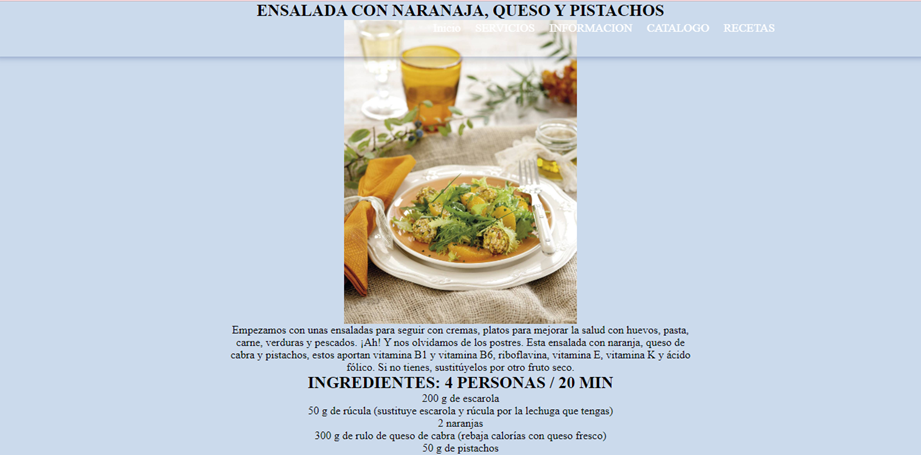 ENSALADA CON NARANAJA, QUESO Y PISTACHOS
Inicio SERVICIOS INFORMACION CATALOGO RECETAS
Empezamos con unas ensaladas para seguir con cremas, platos para mejorar la salud con huevos, pasta,
carne, verduras y pescados. ¡Ah! Y nos olvidamos de los postres. Esta ensalada con naranja, queso de
cabra y pistachos, estos aportan vitamina B1 y vitamina B6, riboflavina, vitamina E, vitamina K y ácido
fólico. Si no tienes, sustitúyelos por otro fruto seco.
INGREDIENTES: 4 PERSONAS / 20 MIN
200 g de escarola
50 g de rúcula (sustituye escarola y rúcula por la lechuga que tengas)
2 naranjas
300 g de rulo de queso de cabra (rebaja calorías con queso fresco)
50 g de pistachos